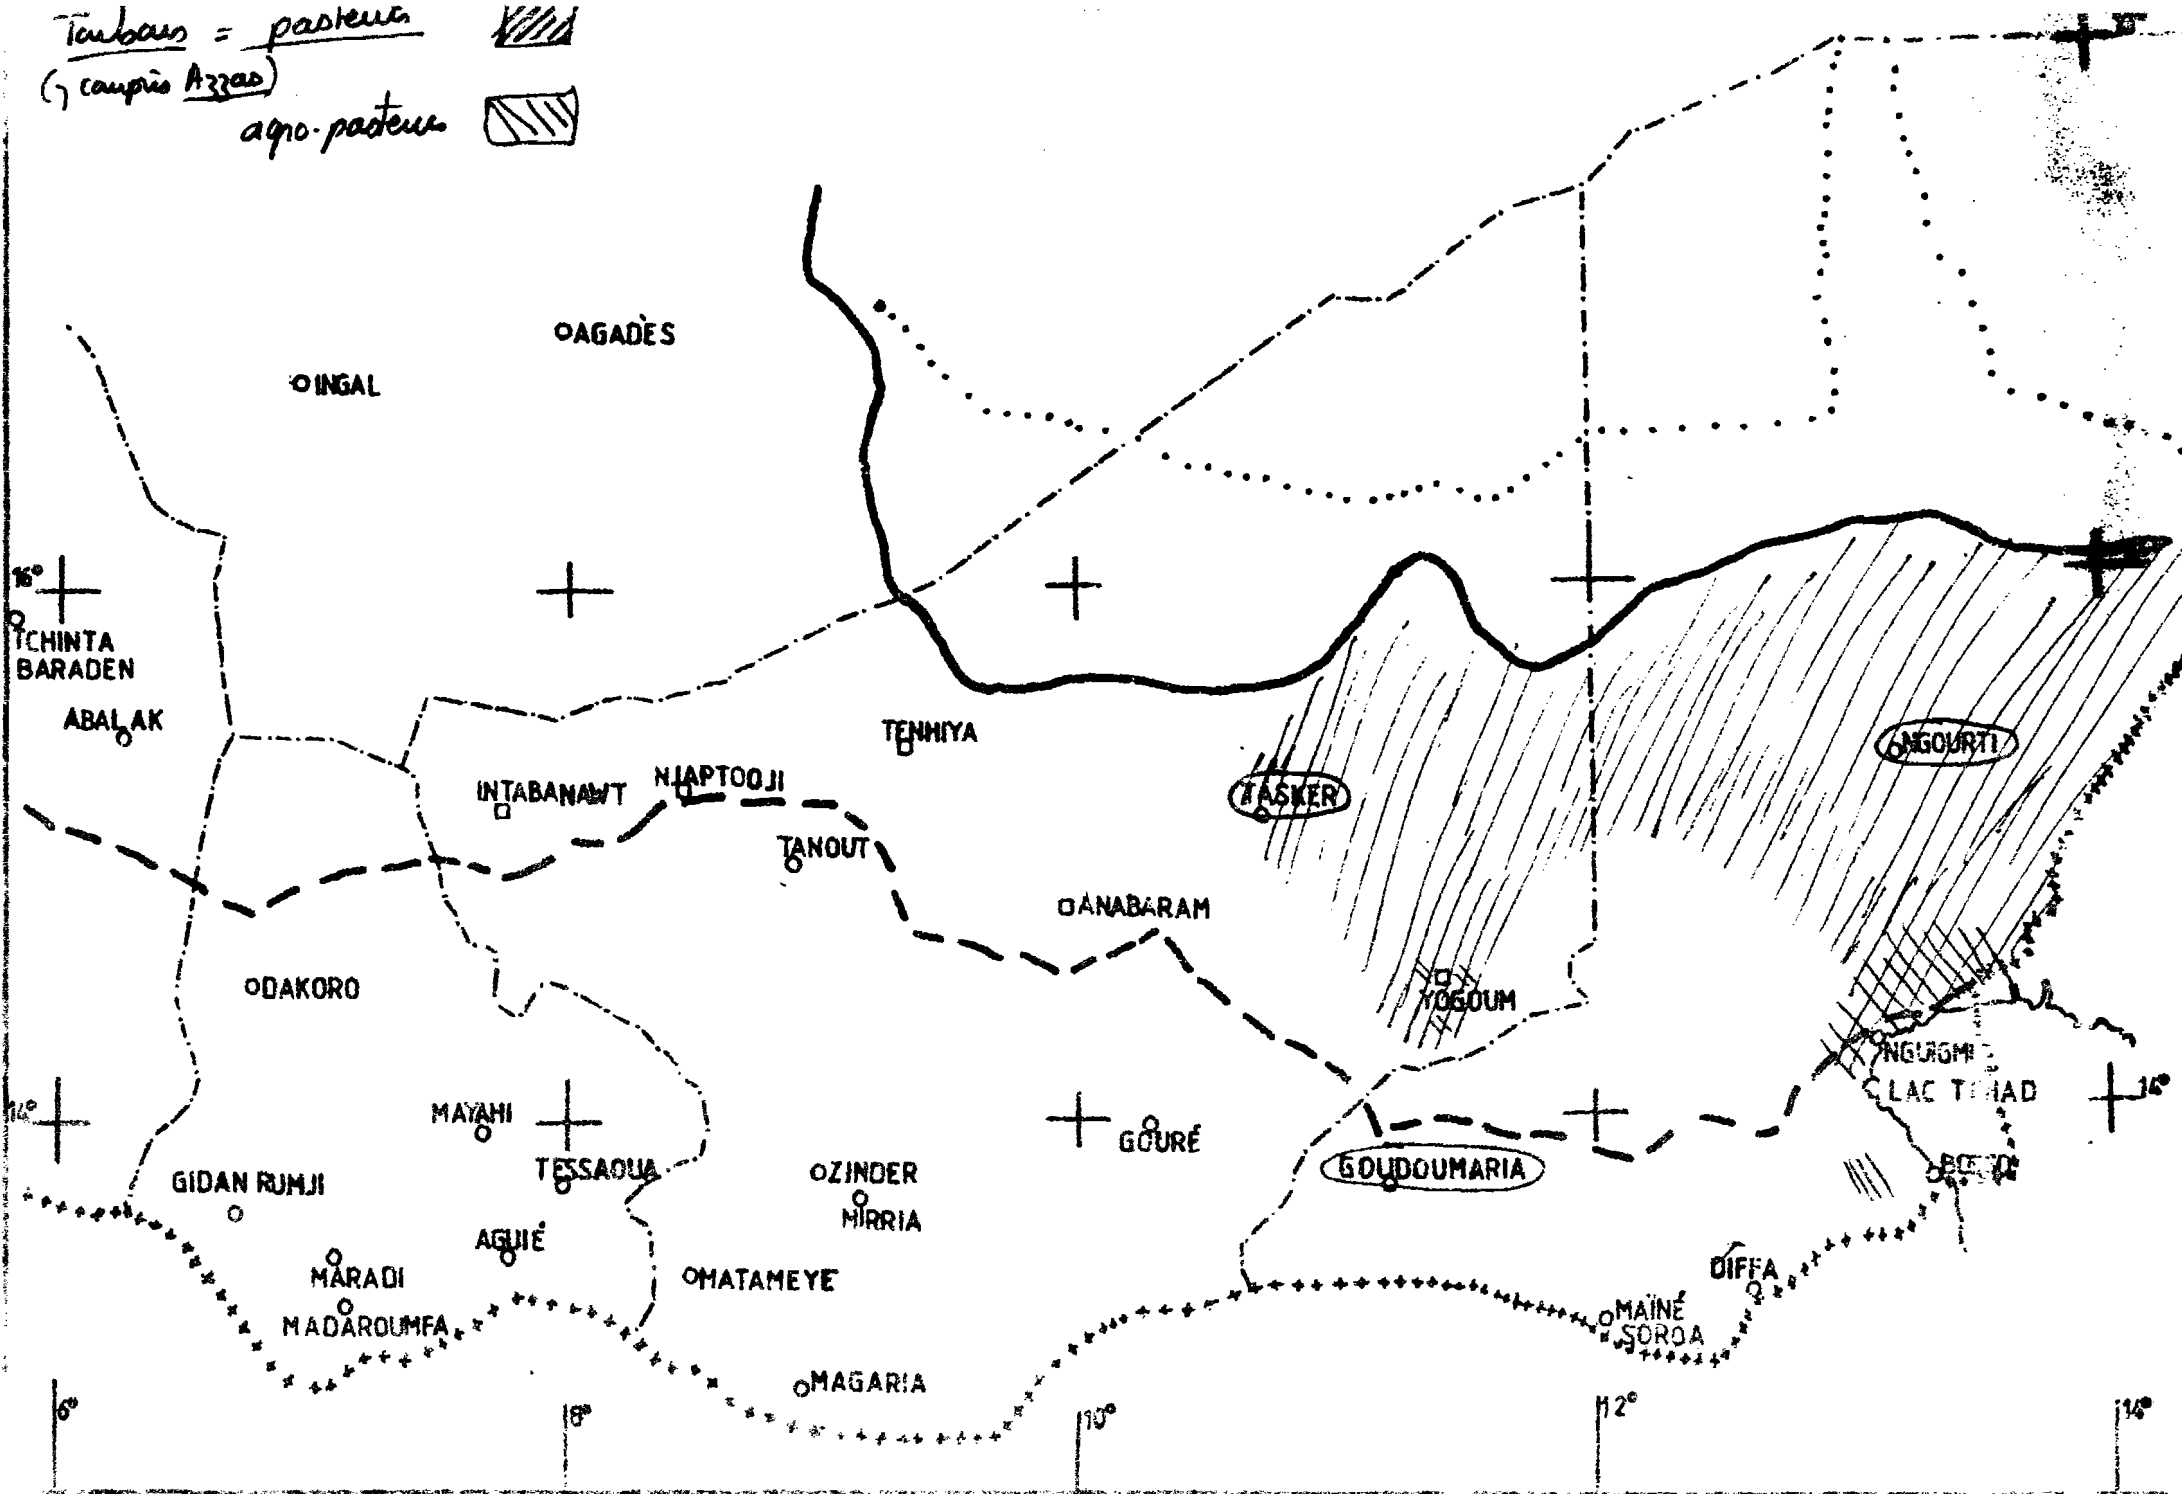 Toubous = pasteurs
(y compris Azzas)
agro-pasteurs
AGADÈS
INGAL
16°
TCHINTA
BARADEN
ABALAK
TENHIYA
NGOURTI
INTABANAWT
NJAPTOOJI
TASKER
TANOUT
ANABARAM
DAKORO
YOGOUM
NGUIGMI
LAC TCHAD
14°
14°
MAYAHI
GOURÉ
TESSAOUA
ZINDER
GOUDOUMARIA
GIDAN RUMJI
MIRRIA
AGUIÉ
MARADI
MATAMEYE
DIFFA
MADAROUMFA
MAÏNÉ
SOROA
MAGARIA
6°
8°
10°
12°
14°